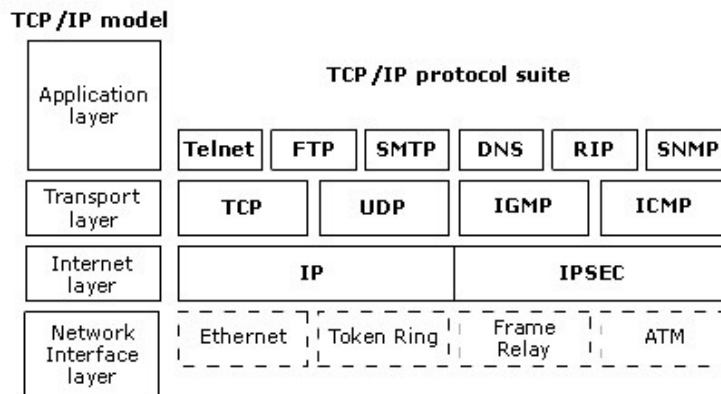 TCP/IP model
TCP/IP protocol suite
Application
layer
Telnet FTP SMTP DNS RIP SNMP
Transport
layer
TCP UDP IGMP ICMP
Internet
layer
IP IPSEC
Network
Interface
layer
Ethernet Token Ring Frame
Relay ATM